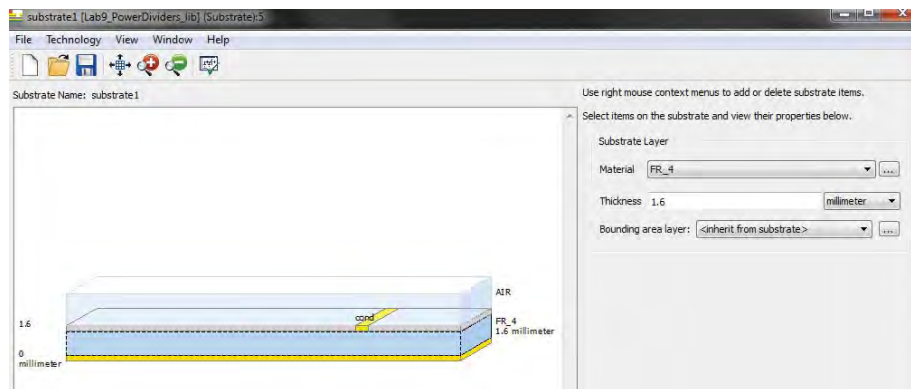 substrate1 [Lab9_PowerDividers_lib] (Substrate):5
File Technology View Window Help
Substrate Name: substrate1
Use right mouse context menus to add or delete substrate items.
Select items on the substrate and view their properties below.
Substrate Layer
Material FR_4 ...
Thickness 1.6 millimeter
Bounding area layer: <inherit from substrate> ...
AIR
cond
1.6
FR_4
1.6 millimeter
0
millimeter